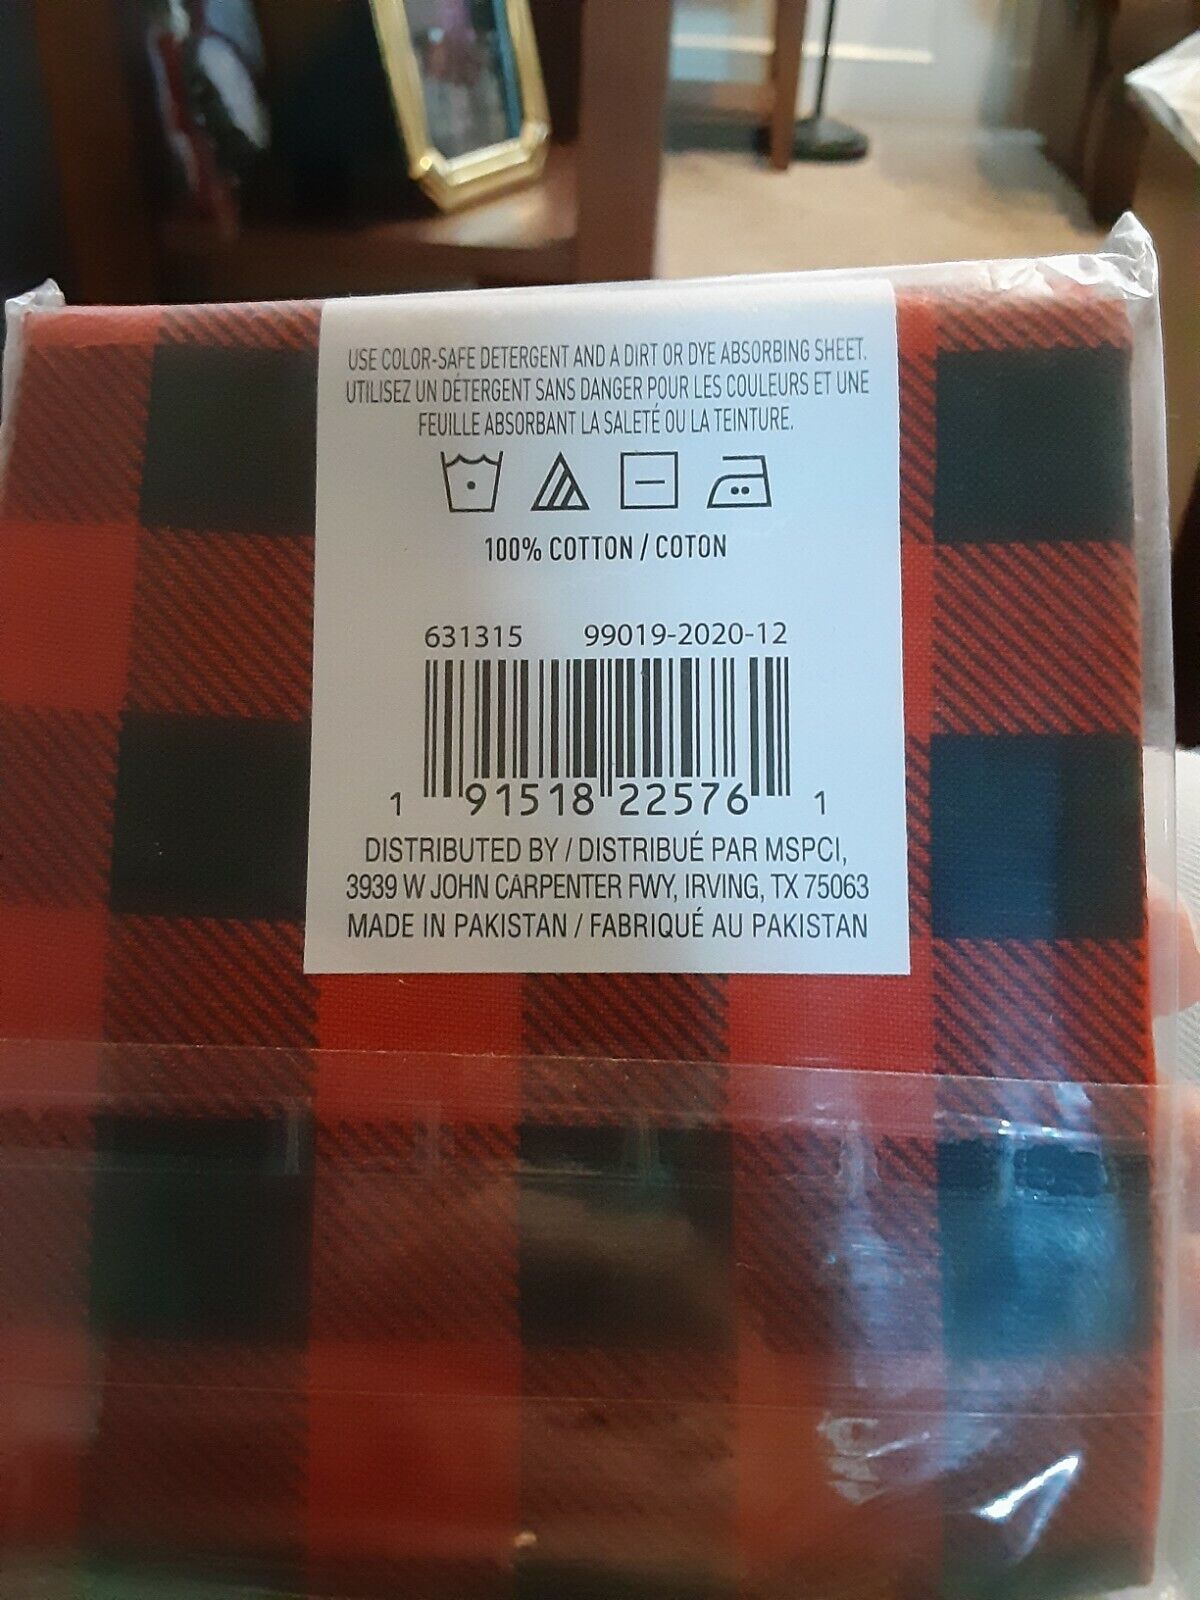 USE COLOR-SAFE DETERGENT AND A DIRT OR DYE ABSORBING SHEET.
UTILISEZ UN DÉTERGENT SANS DANGER POUR LES COULEURS ET UNE
FEUILLE ABSORBANT LA SALETÉ OU LA TEINTURE.
100% COTTON / COTON
631315 99019-2020-12
1 91518 22576 1
DISTRIBUTED BY / DISTRIBUÉ PAR MSPCI,
3939 W JOHN CARPENTER FWY, IRVING, TX 75063
MADE IN PAKISTAN / FABRIQUÉ AU PAKISTAN